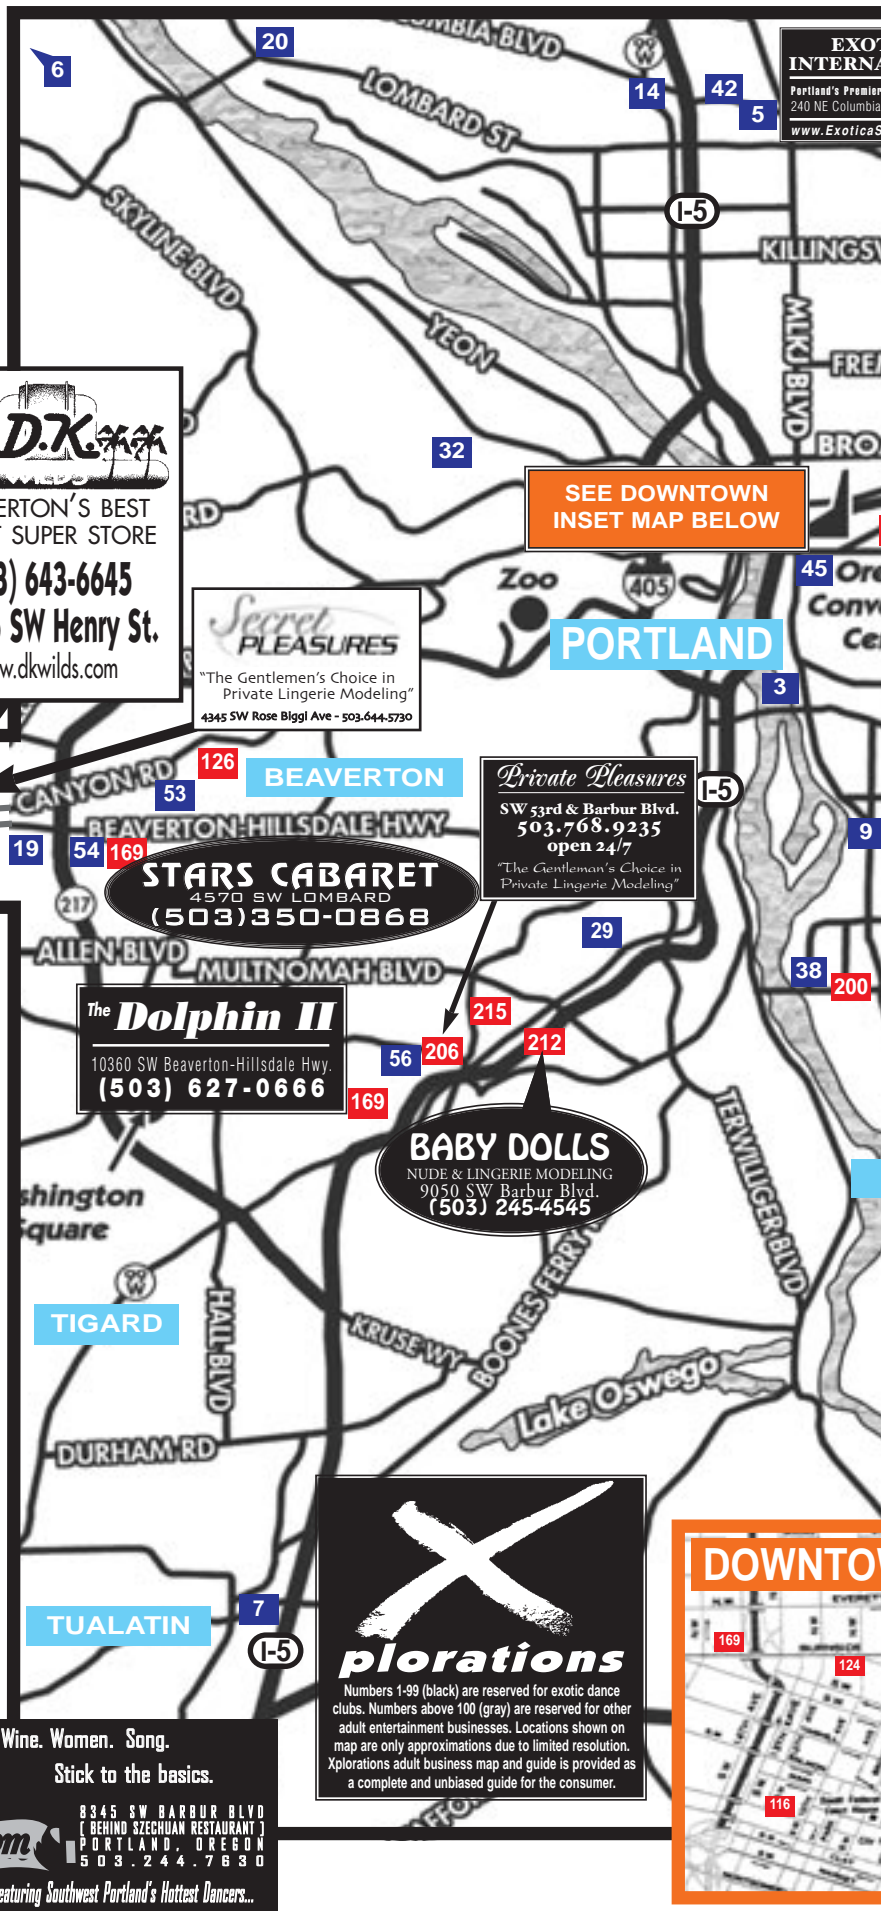 20
6
LOMBARD ST
14
42
5
INTERNA
Portland's Premier
240 NE Columbia
www.ExoticaS
I-5
SKYLINE BLVD
KILLINGSW
MLKJ BLVD
YEON
D.K.
32
ERTON'S BEST
SUPER STORE
643-6645
SW Henry St.
w.dkwilds.com
RD
SEE DOWNTOWN
INSET MAP BELOW
45
Zoo
405
PORTLAND
3
Secret
PLEASURES
"The Gentlemen's Choice in
Private Lingerie Modeling"
4345 SW Rose Biggi Ave - 503.644.5730
126
BEAVERTON
CANYON RD
53
Private Pleasures
SW 53rd & Barbur Blvd.
503.768.9235
open 24/7
"The Gentleman's Choice in
Private Lingerie Modeling"
I-5
BEAVERTON-HILLSDALE HWY
9
19
54
169
STARS CABARET
4570 SW LOMBARD
(503)350-0868
217
29
ALLEN BLVD
MULTNOMAH BLVD
38
200
The Dolphin II
10360 SW Beaverton-Hillsdale Hwy.
(503) 627-0666
215
212
56
206
169
BABY DOLLS
NUDE & LINGERIE MODELING
9050 SW Barbur Blvd.
(503) 245-4545
TERWILLIGER BLVD
shington
Square
99
W
TIGARD
HALL BLVD
KRUSE WY
BOONES FERRY
Lake Oswego
DURHAM RD
Xplorations
Numbers 1-99 (black) are reserved for exotic dance
clubs. Numbers above 100 (gray) are reserved for other
adult entertainment businesses. Locations shown on
map are only approximations due to limited resolution.
Xplorations adult business map and guide is provided as
a complete and unbiased guide for the consumer.
TUALATIN
7
I-5
DOWNTOW
EVERETT
BURNSIDE
169
124
116
Wine. Women. Song.
Stick to the basics.
8345 SW BARBUR BLVD
[ BEHIND SZECHUAN RESTAURANT ]
PORTLAND, OREGON
503.244.7630
eaturing Southwest Portland's Hottest Dancers...